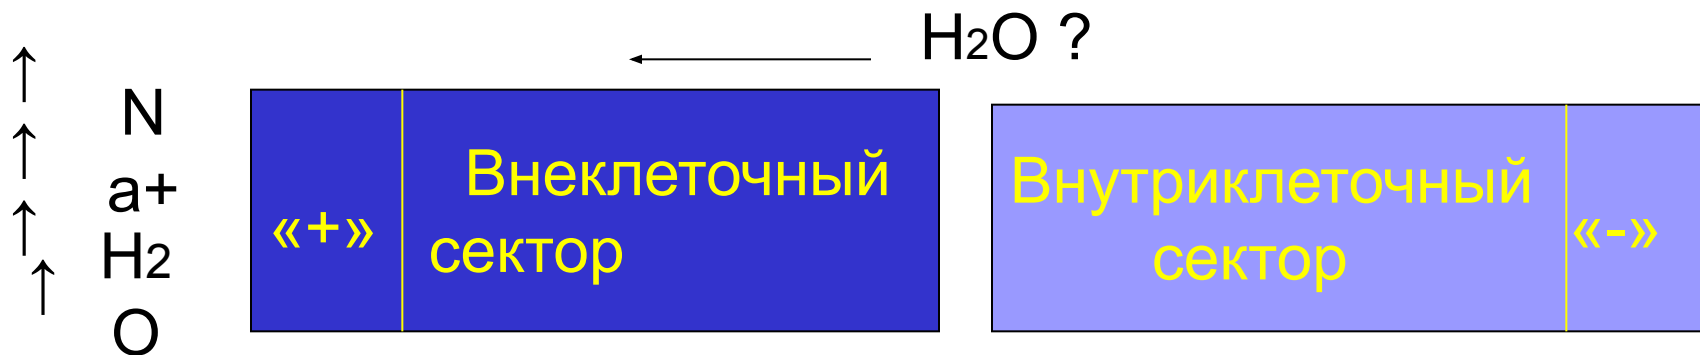 H2O ?
↑
↑ N
↑ a+
↑ H2
O
«+»
Внеклеточный
сектор
Внутриклеточный
сектор
«-»